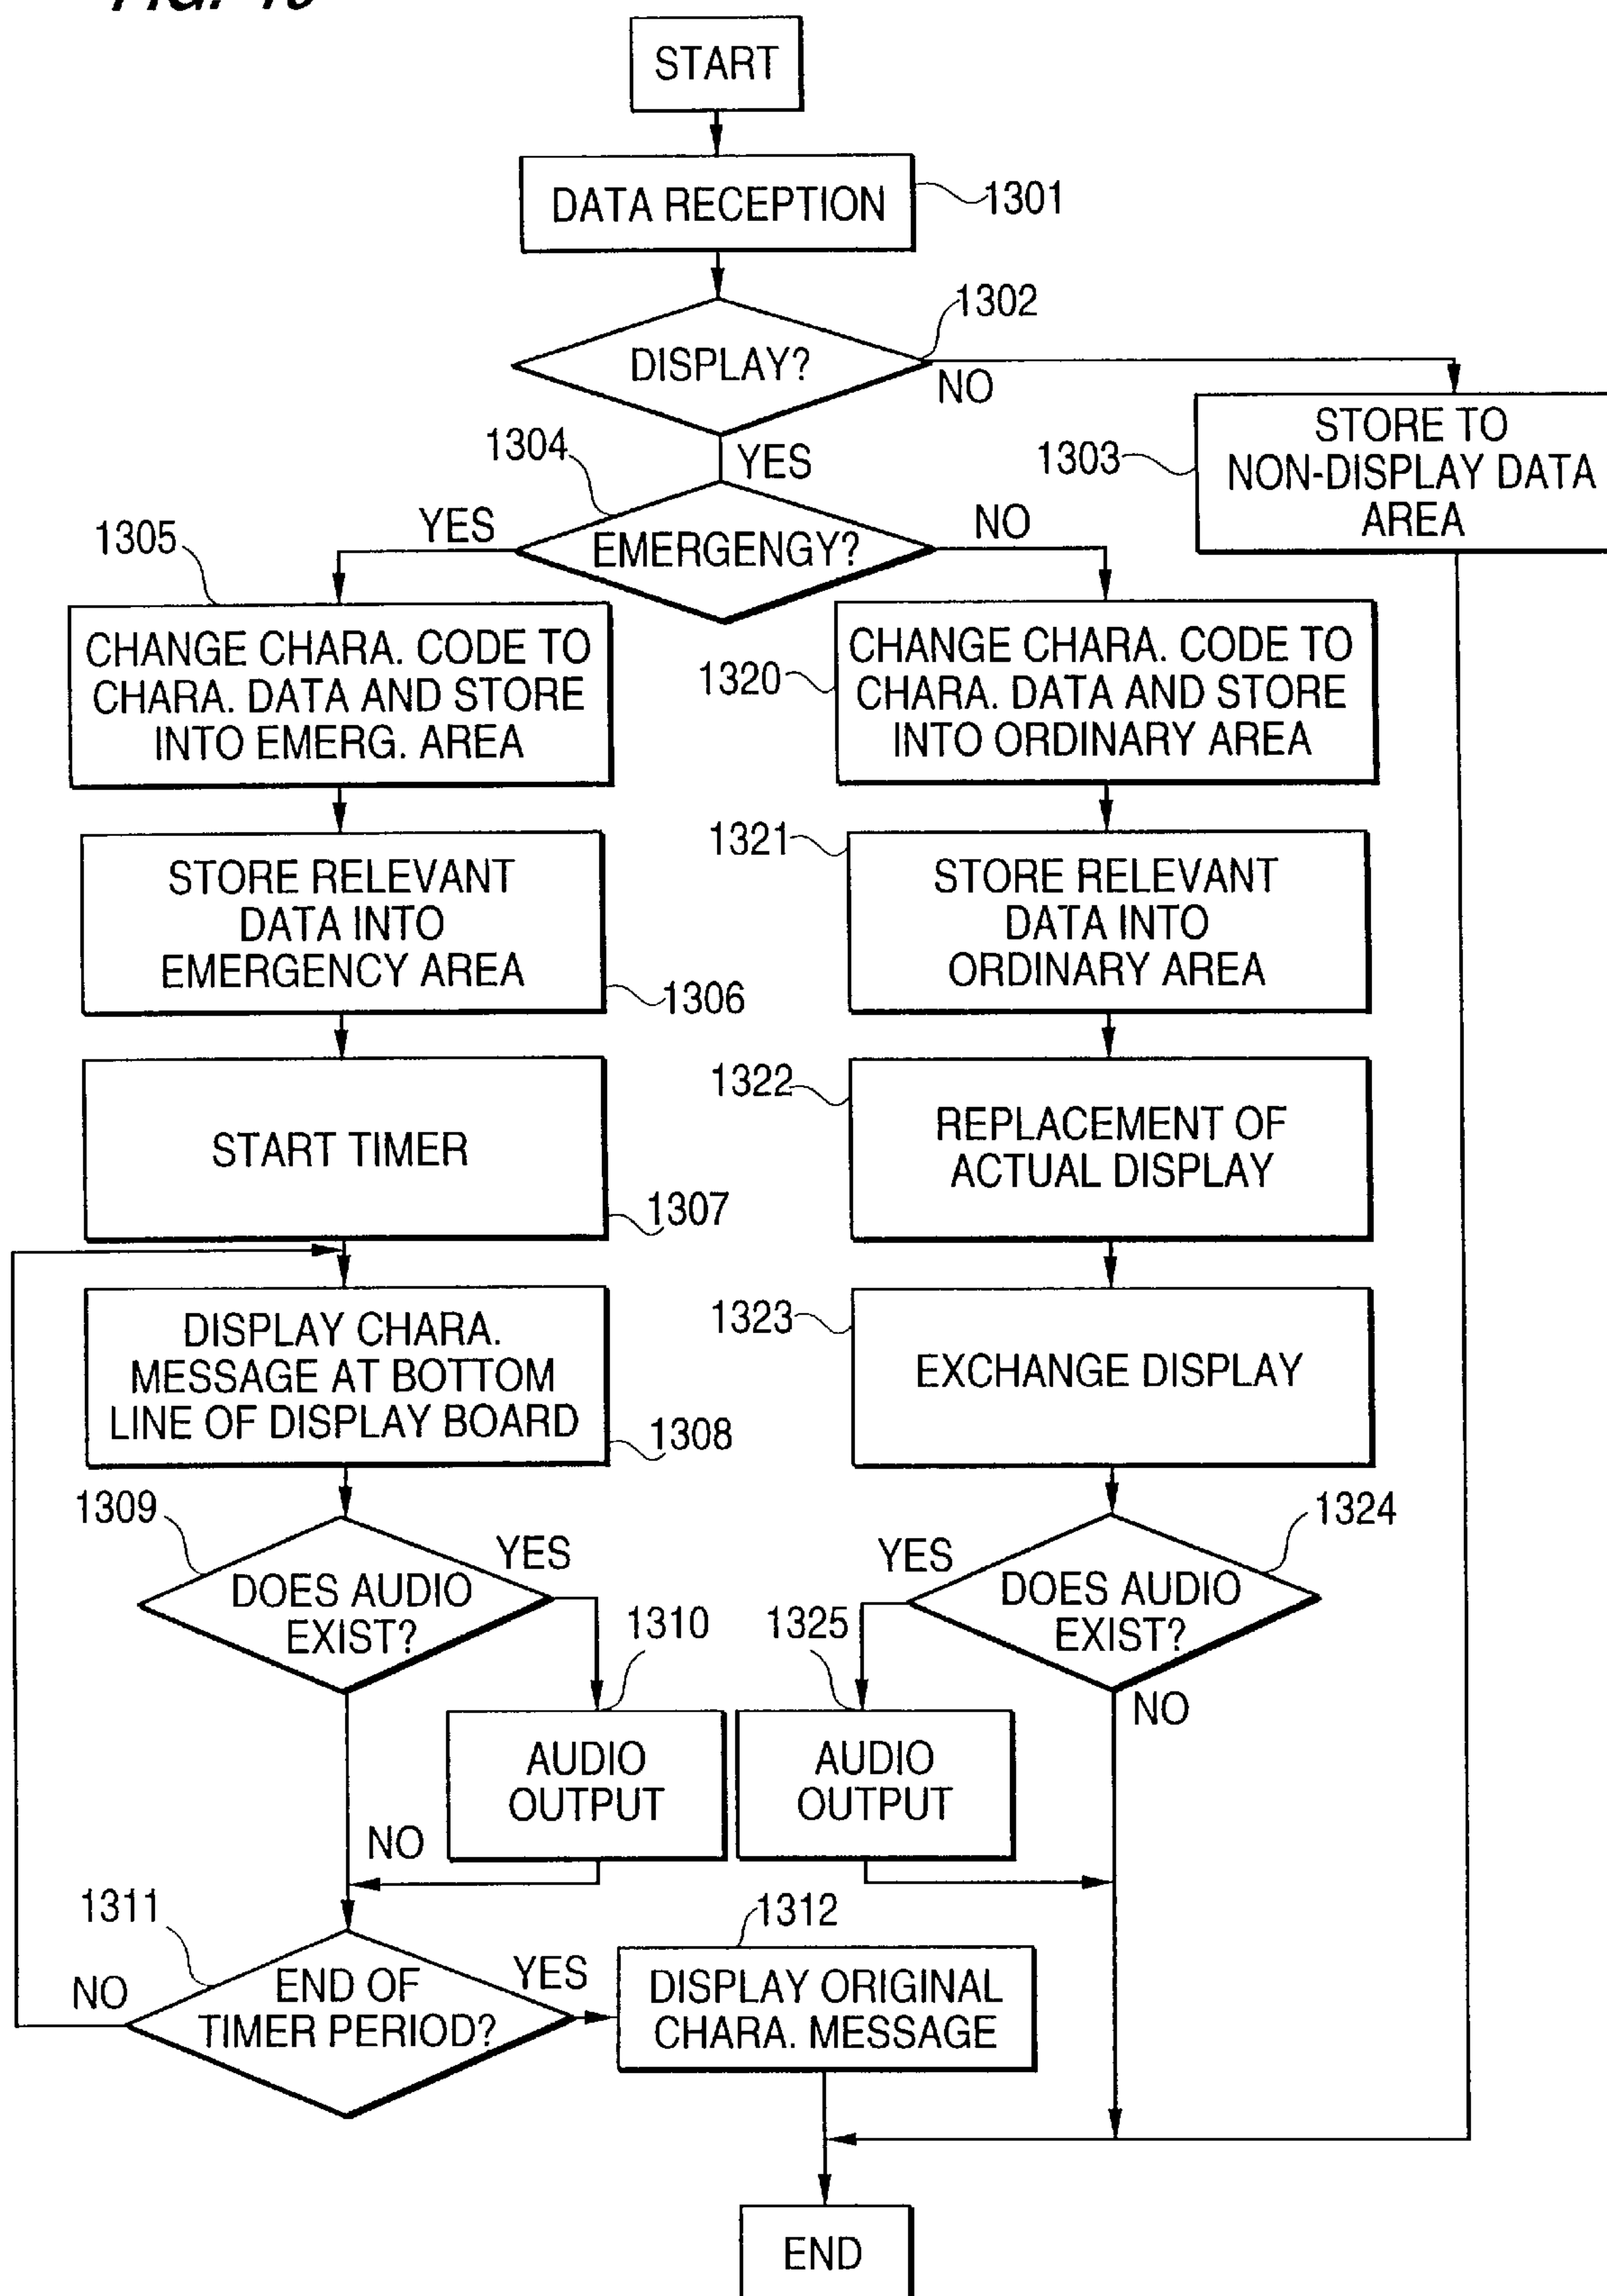 START
DATA RECEPTION
1301
DISPLAY?
1302
NO
YES
STORE TO
NON-DISPLAY DATA
AREA
1303
1304
EMERGENGY?
YES
NO
1305
CHANGE CHARA. CODE TO
CHARA. DATA AND STORE
INTO EMERG. AREA
1320
CHANGE CHARA. CODE TO
CHARA. DATA AND STORE
INTO ORDINARY AREA
STORE RELEVANT
DATA INTO
EMERGENCY AREA
1306
1321
STORE RELEVANT
DATA INTO
ORDINARY AREA
START TIMER
1307
1322
REPLACEMENT OF
ACTUAL DISPLAY
DISPLAY CHARA.
MESSAGE AT BOTTOM
LINE OF DISPLAY BOARD
1308
1323
EXCHANGE DISPLAY
1309
DOES AUDIO
EXIST?
YES
NO
1310
AUDIO
OUTPUT
1324
DOES AUDIO
EXIST?
YES
NO
1325
AUDIO
OUTPUT
1311
END OF
TIMER PERIOD?
NO
YES
1312
DISPLAY ORIGINAL
CHARA. MESSAGE
END